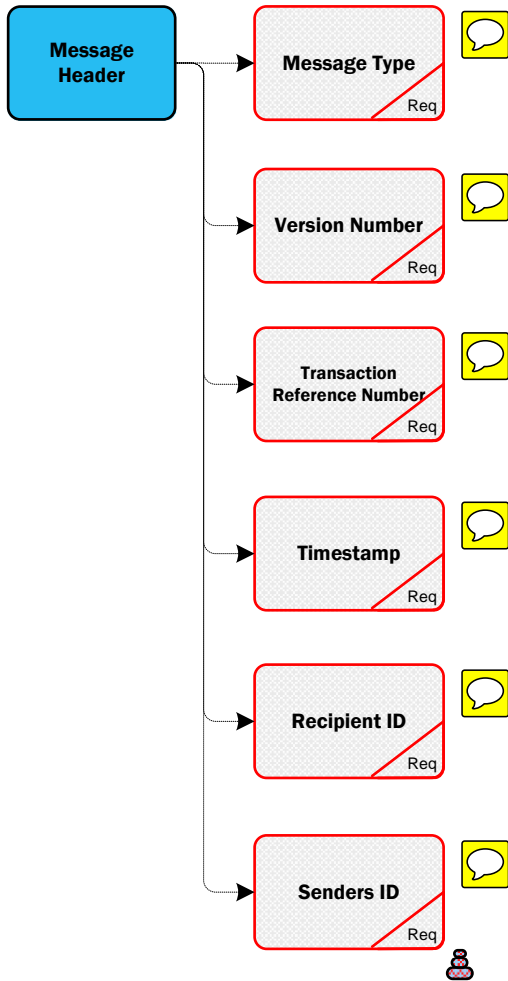 Message
Header
Message Type
Req
Version Number
Req
Transaction
Reference Number
Req
Timestamp
Req
Recipient ID
Req
Senders ID
Req